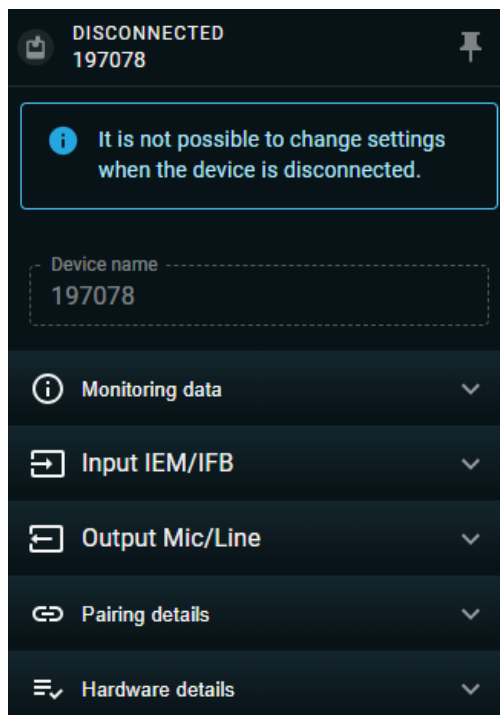 DISCONNECTED
197078
It is not possible to change settings
when the device is disconnected.
Device name
197078
Monitoring data
Input IEM/IFB
Output Mic/Line
Pairing details
Hardware details